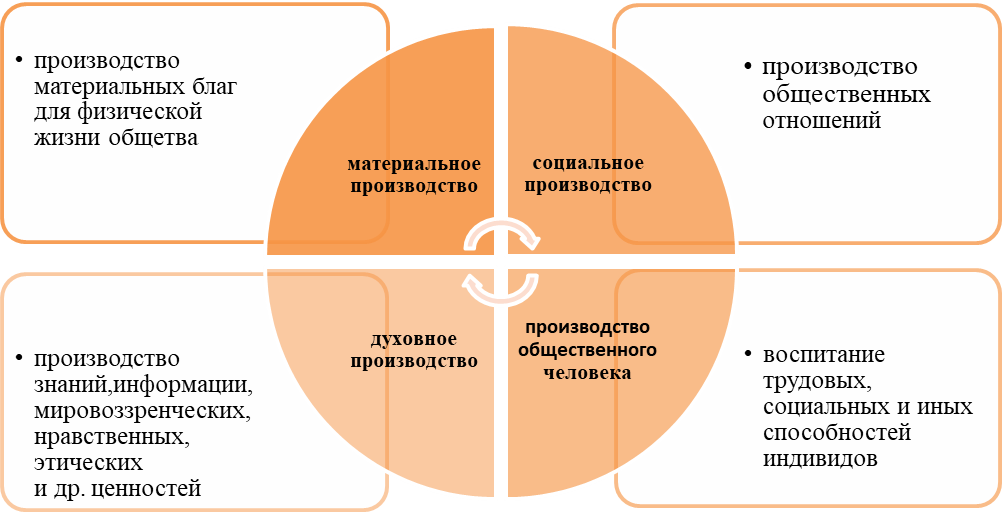 • производство
материальных благ
для физической
жизни общетва
материальное
производство
социальное
производство
• производство
общественных
отношений
• производство
знаний,информации,
мировоззренческих,
нравственных,
этических
и др. ценностей
духовное
производство
производство
общественного
человека
• воспитание
трудовых,
социальных и иных
способностей
индивидов